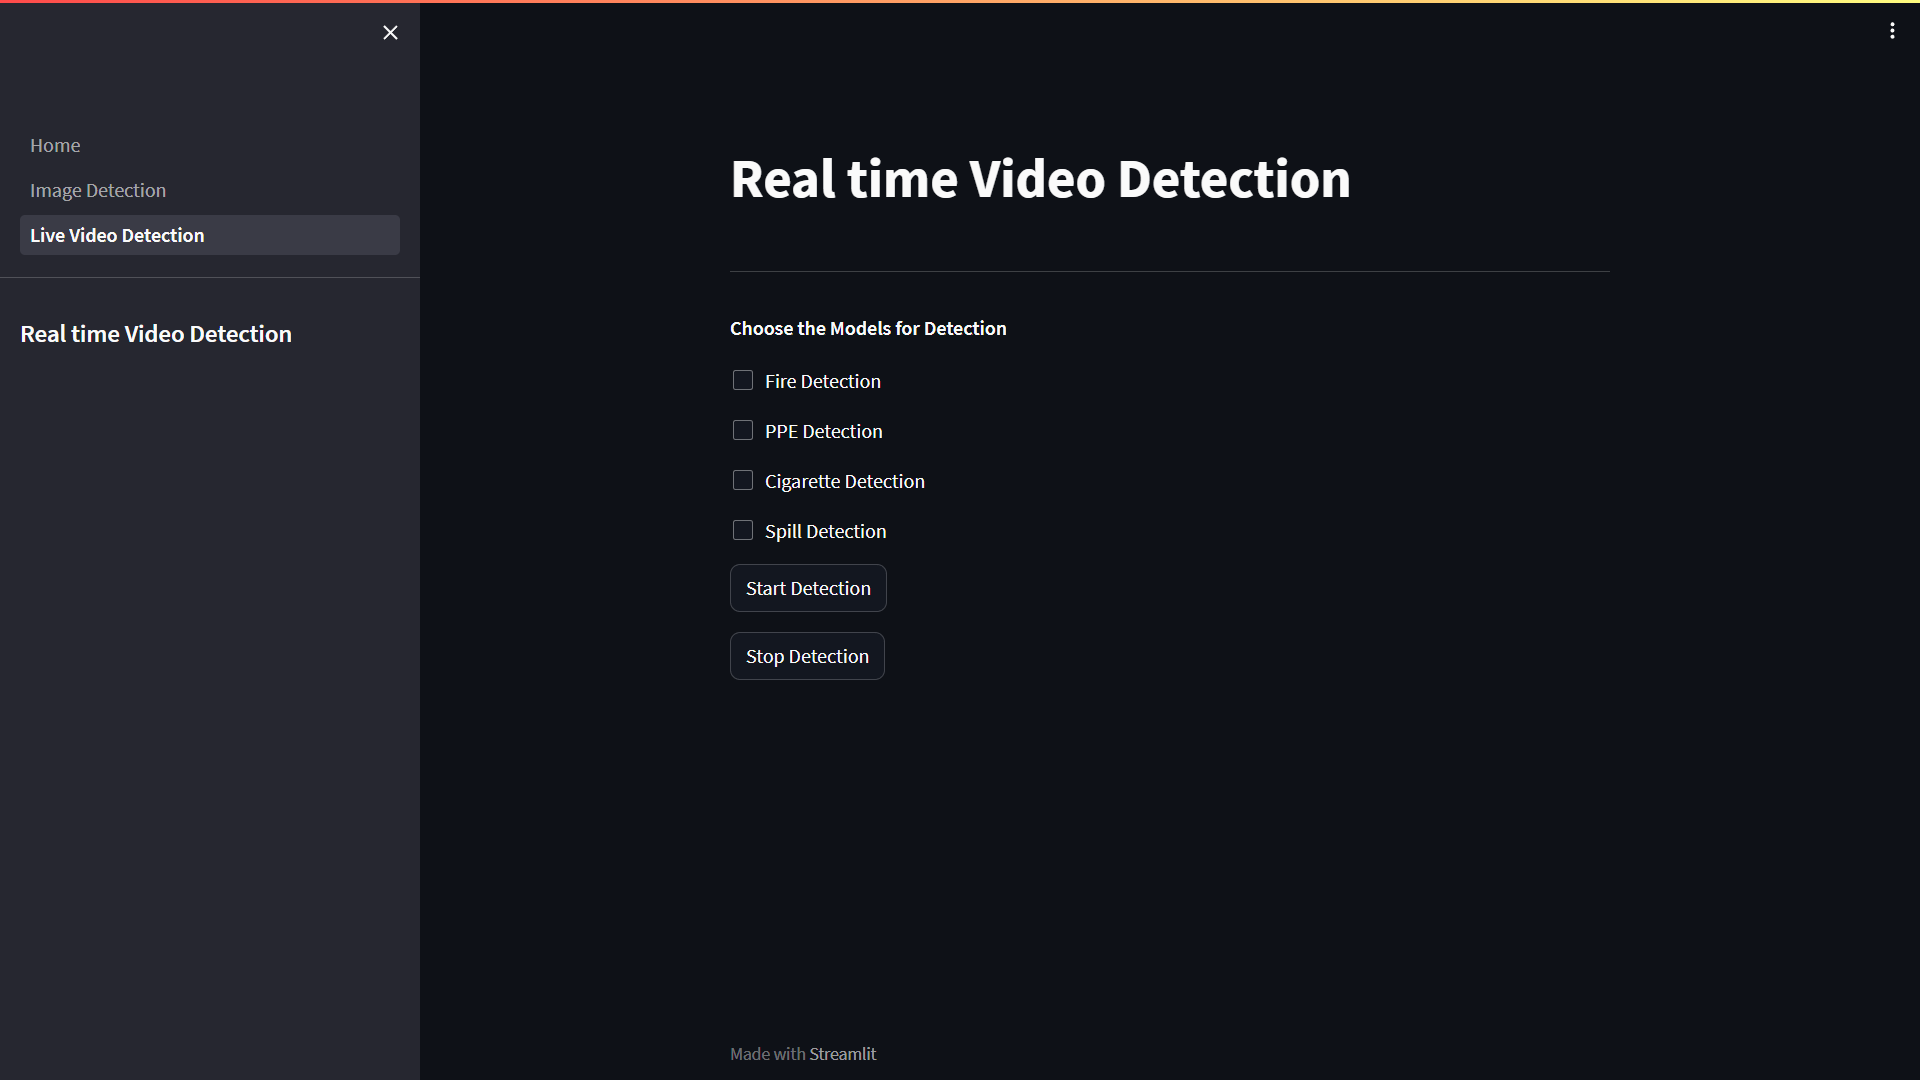 Home
Image Detection
Live Video Detection
Real time Video Detection
Real time Video Detection
Choose the Models for Detection
Fire Detection
PPE Detection
Cigarette Detection
Spill Detection
Start Detection
Stop Detection
Made with Streamlit